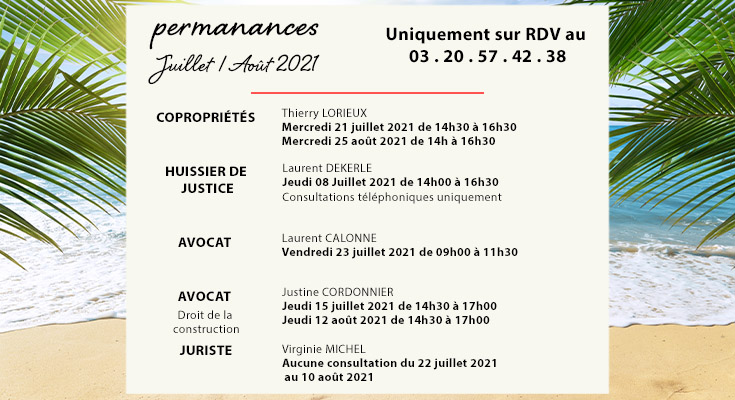 permanances
Juillet / Août 2021
Uniquement sur RDV au
03 . 20 . 57 . 42 . 38
COPROPRIÉTÉS
Thierry LORIEUX
Mercredi 21 juillet 2021 de 14h30 à 16h30
Mercredi 25 août 2021 de 14h à 16h30
HUISSIER DE
JUSTICE
Laurent DEKERLE
Jeudi 08 Juillet 2021 de 14h00 à 16h30
Consultations téléphoniques uniquement
AVOCAT
Laurent CALONNE
Vendredi 23 juillet 2021 de 09h00 à 11h30
AVOCAT
Droit de la
construction
Justine CORDONNIER
Jeudi 15 juillet 2021 de 14h30 à 17h00
Jeudi 12 août 2021 de 14h30 à 17h00
JURISTE
Virginie MICHEL
Aucune consultation du 22 juillet 2021
au 10 août 2021